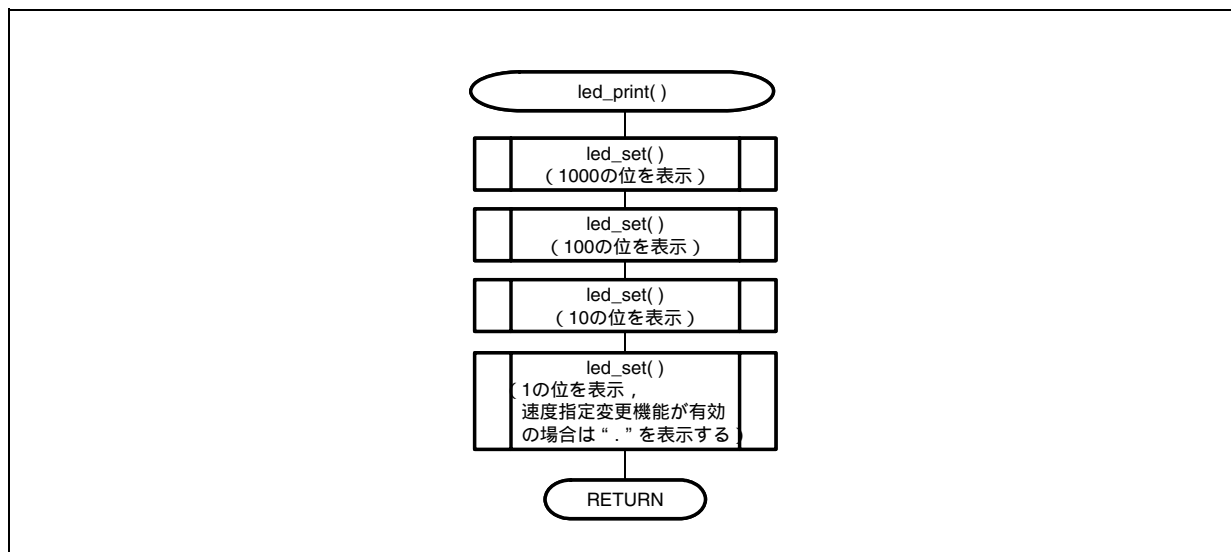 led_print( )
led_set( )
( 1000の位を表示 )
led_set( )
( 100の位を表示 )
led_set( )
( 10の位を表示 )
led_set( )
( 1の位を表示 ,
速度指定変更機能が有効
の場合は “ . ” を表示する )
RETURN